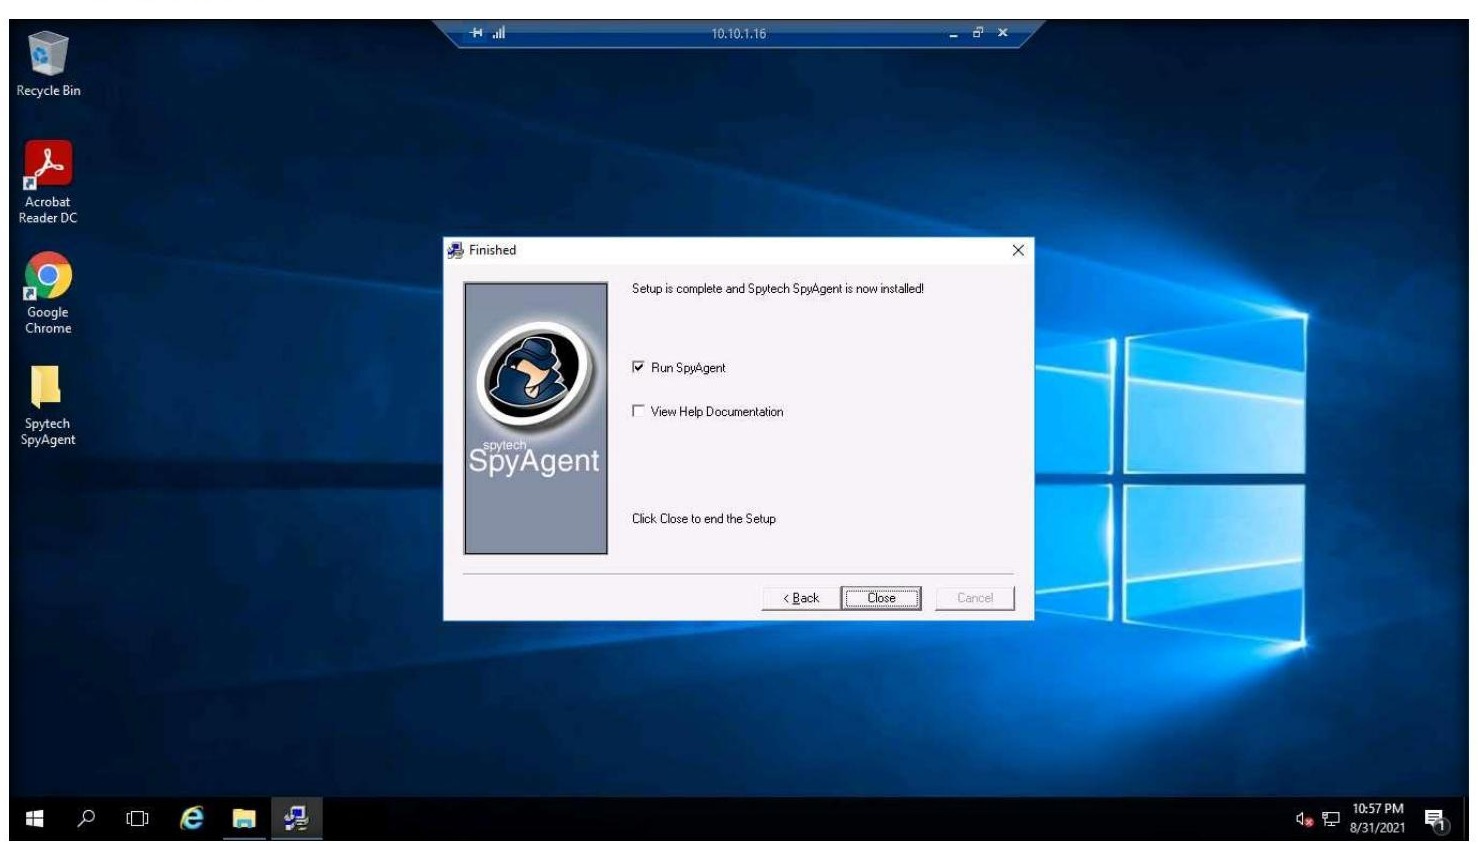 10.10.1.16
Recycle Bin
Acrobat
Reader DC
Google
Chrome
Spytech
SpyAgent
Finished
Setup is complete and Spytech SpyAgent is now installed!
Run SpyAgent
View Help Documentation
spytech
SpyAgent
Click Close to end the Setup
< Back
Close
Cancel
10:57 PM
8/31/2021
1